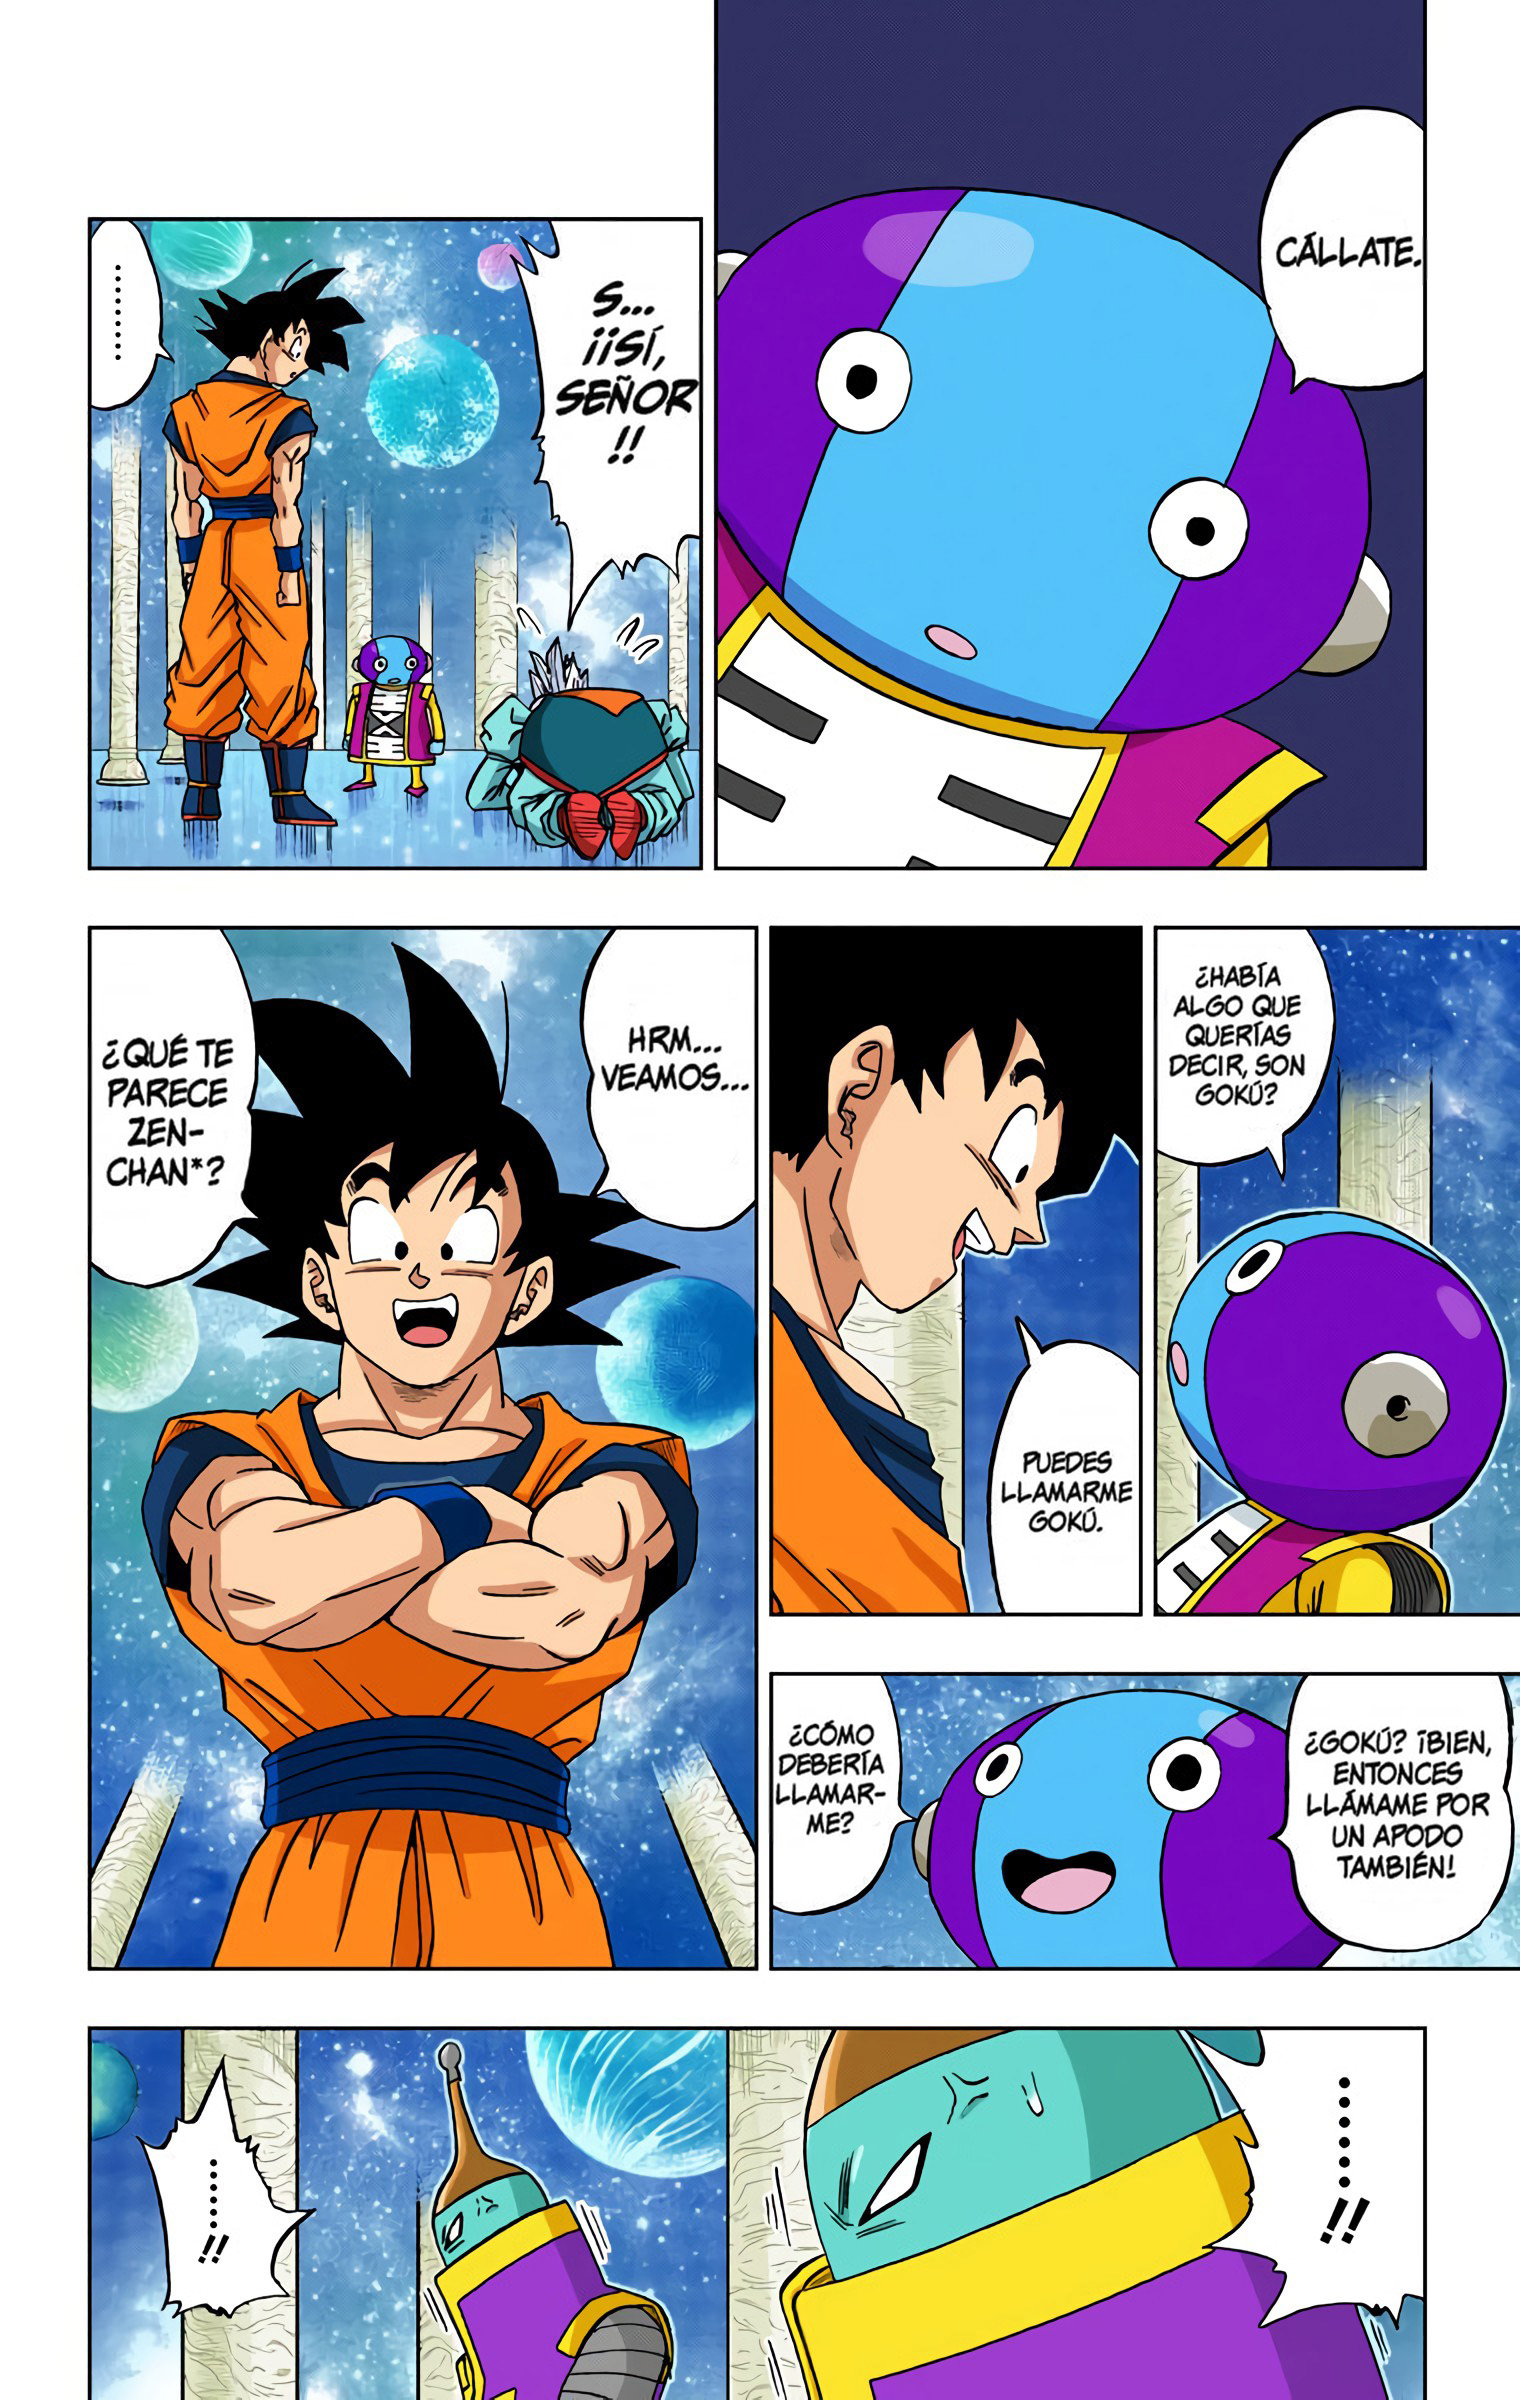 CÁLLATE.
S...
¡¡SÍ,
SEÑOR
!!
........
¿HABÍA
ALGO QUE
QUERÍAS
DECIR, SON
GOKÚ?
PUEDES
LLAMARME
GOKÚ.
¿GOKÚ? ¡BIEN,
ENTONCES
LLÁMAME POR
UN APODO
TAMBIÉN!
¿CÓMO
DEBERÍA
LLAMAR-
ME?
HRM...
VEAMOS...
¿QUÉ TE
PARECE
ZEN-
CHAN*?
......!!
........!!